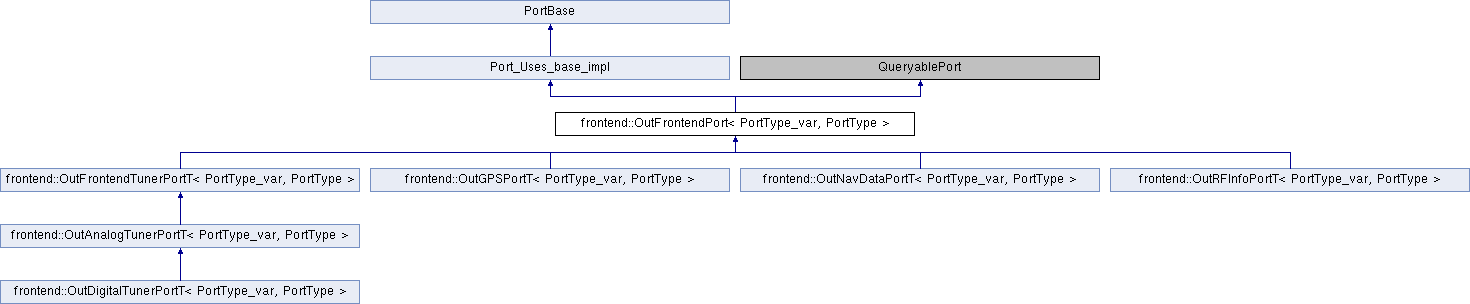 PortBase
Port_Uses_base_impl
QueryablePort
frontend::OutFrontendPort< PortType_var, PortType >
frontend::OutFrontendTunerPortT< PortType_var, PortType >
frontend::OutGPSPortT< PortType_var, PortType >
frontend::OutNavDataPortT< PortType_var, PortType >
frontend::OutRFInfoPortT< PortType_var, PortType >
frontend::OutAnalogTunerPortT< PortType_var, PortType >
frontend::OutDigitalTunerPortT< PortType_var, PortType >